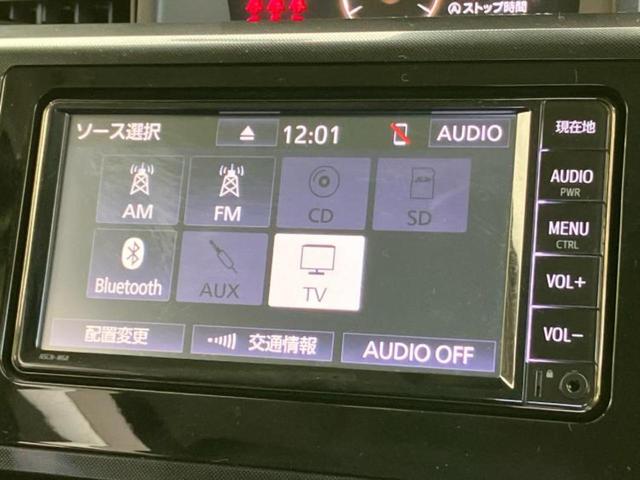 ストップ時間
ソース選択 12:01 AUDIO
AM FM CD SD
Bluetooth AUX TV
配置変更 交通情報 AUDIO OFF
現在地
AUDIO
PWR
MENU
CTRL
VOL+
VOL−